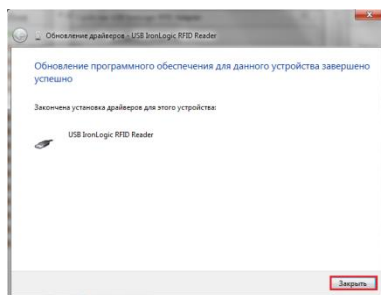 Обновление драйверов - USB IronLogic RFID Reader
Обновление программного обеспечения для данного устройства завершено
успешно
Закончена установка драйверов для этого устройства:
USB IronLogic RFID Reader
Закрыть